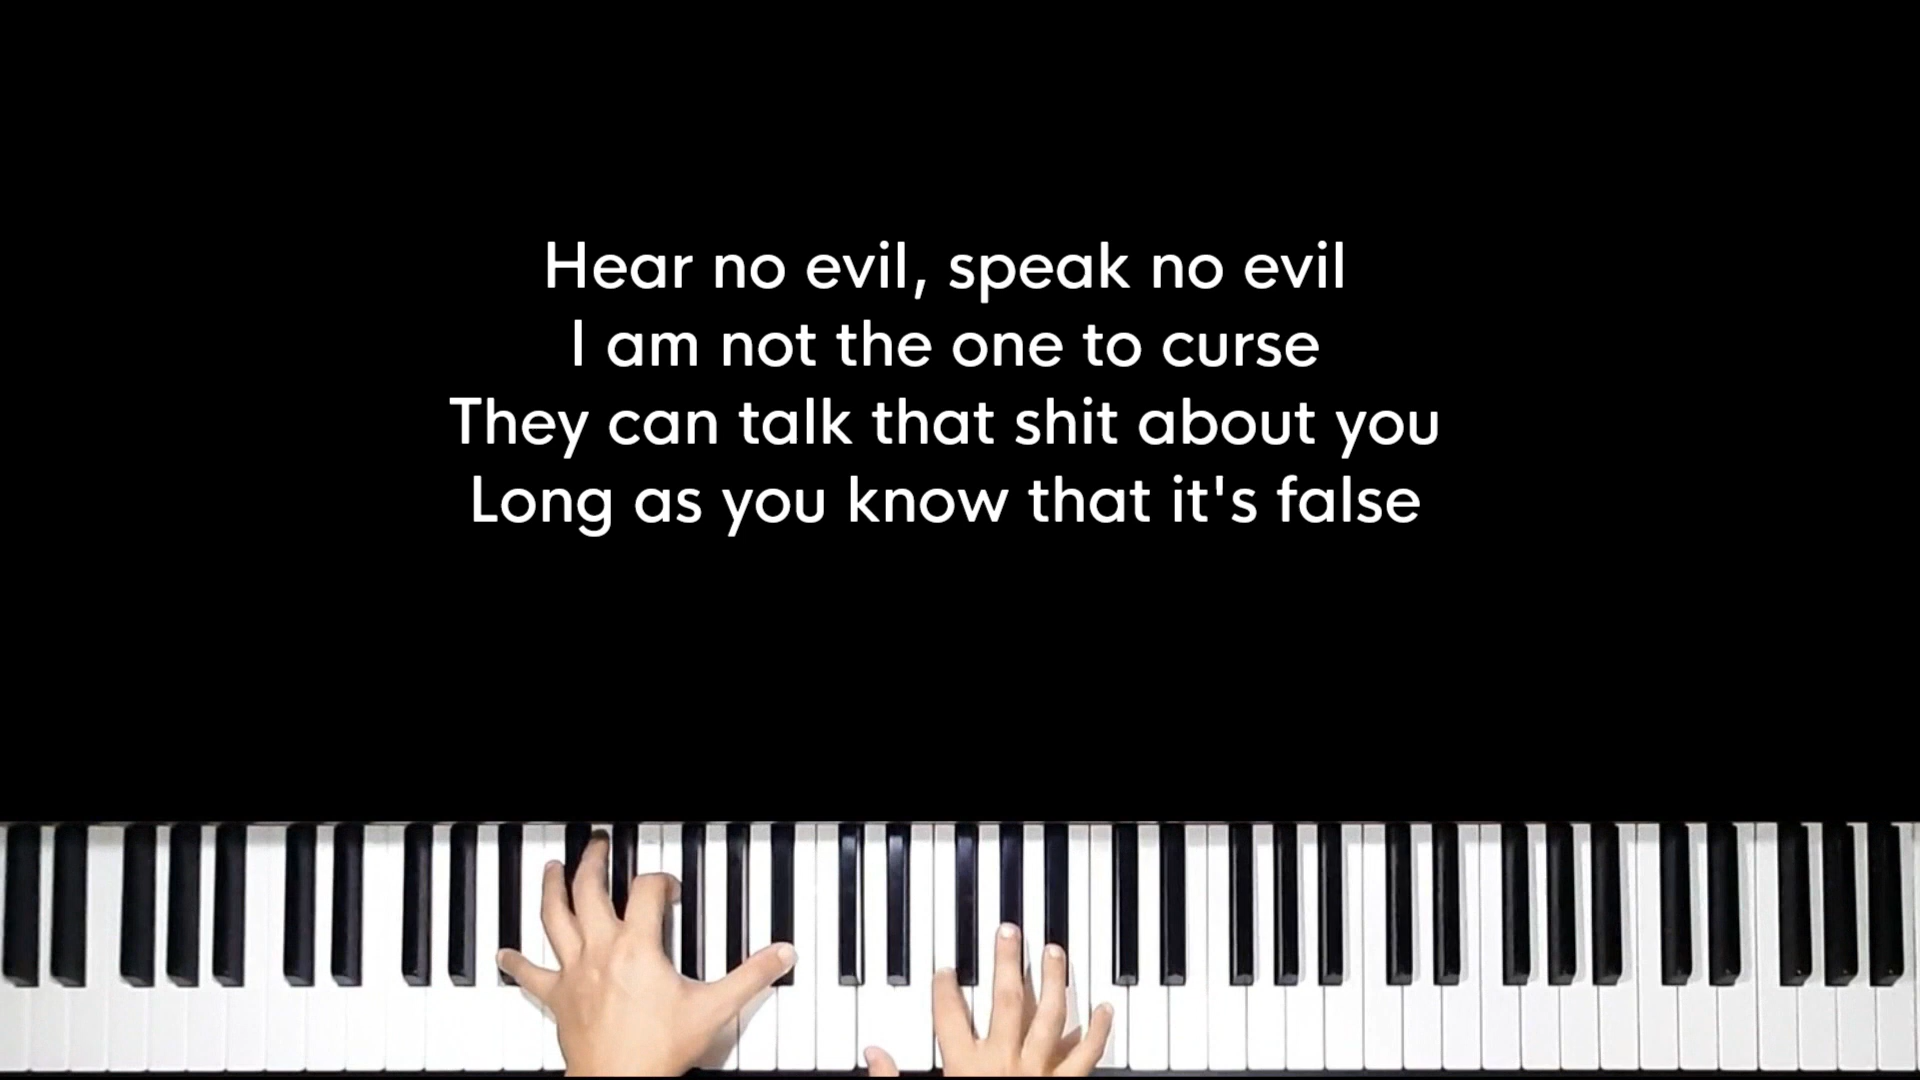 Hear no evil, speak no evil
I am not the one to curse
They can talk that shit about you
Long as you know that it's false